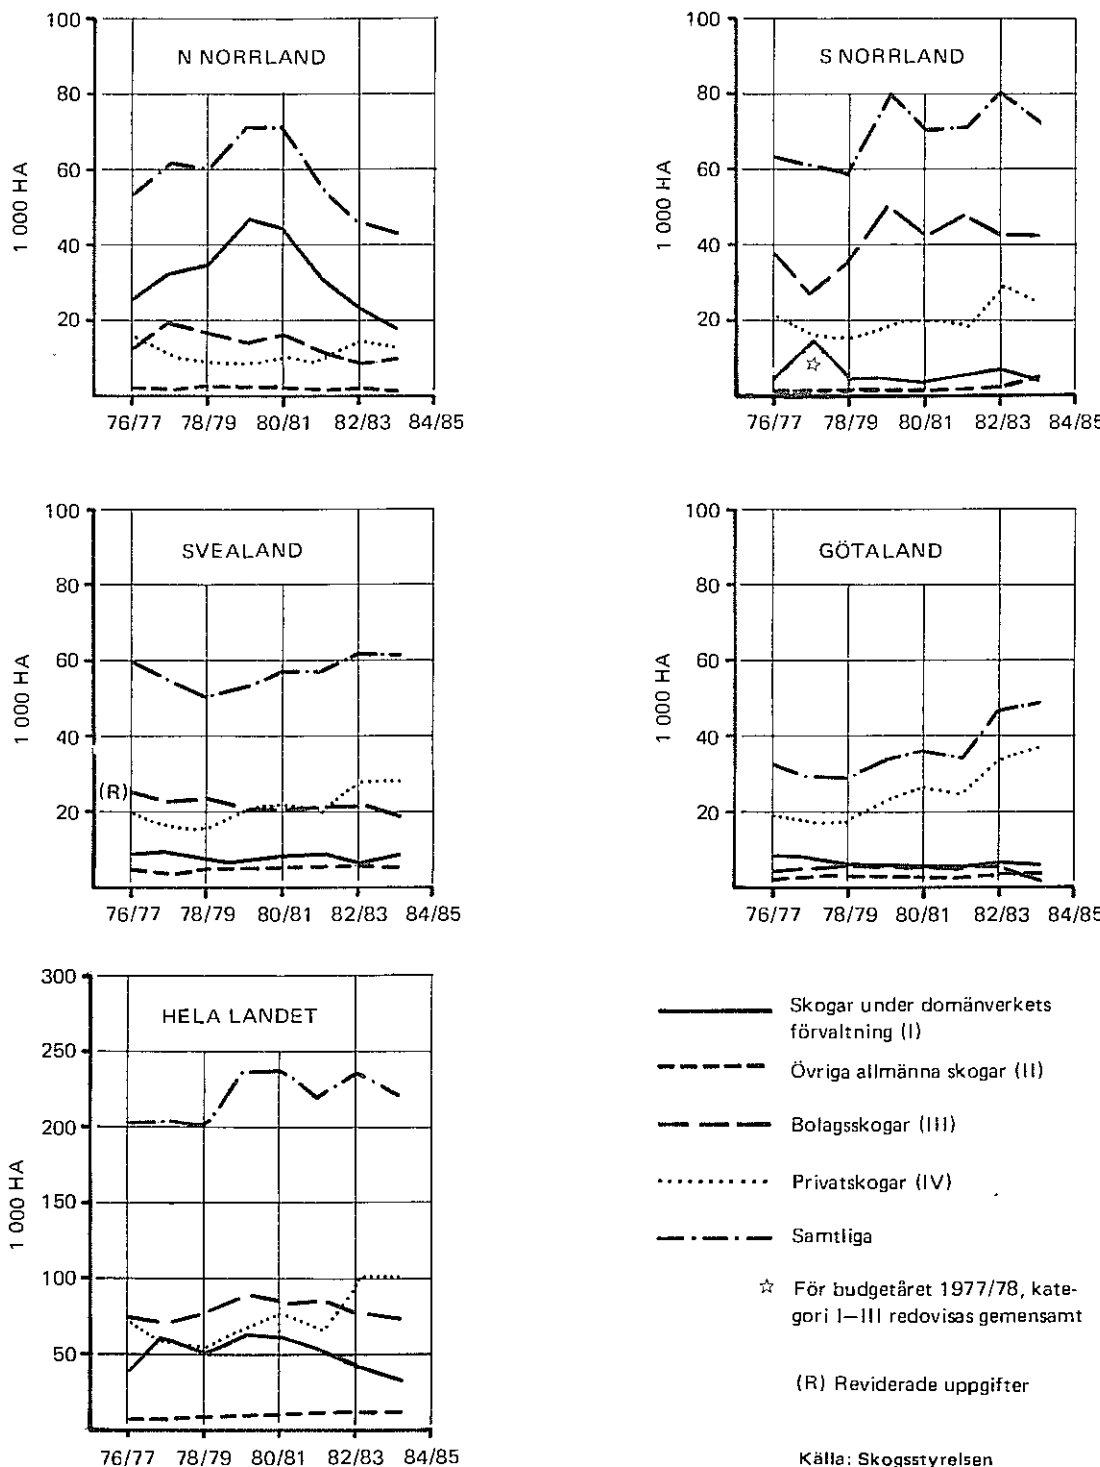 100
80
60
40
20
1 000 HA
N NORRLAND
76/77 78/79 80/81 82/83 84/85
100
80
60
40
20
1 000 HA
S NORRLAND
☆
76/77 78/79 80/81 82/83 84/85
100
80
60
40
20
1 000 HA
SVEALAND
(R)
76/77 78/79 80/81 82/83 84/85
100
80
60
40
20
1 000 HA
GÖTALAND
76/77 78/79 80/81 82/83 84/85
300
250
200
150
100
50
1 000 HA
HELA LANDET
76/77 78/79 80/81 82/83 84/85
Skogar under domänverkets
förvaltning (I)
Övriga allmänna skogar (II)
Bolagsskogar (III)
Privatskogar (IV)
Samtliga
☆ För budgetåret 1977/78, kate-
gori I–III redovisas gemensamt
(R) Reviderade uppgifter
Källa: Skogsstyrelsen